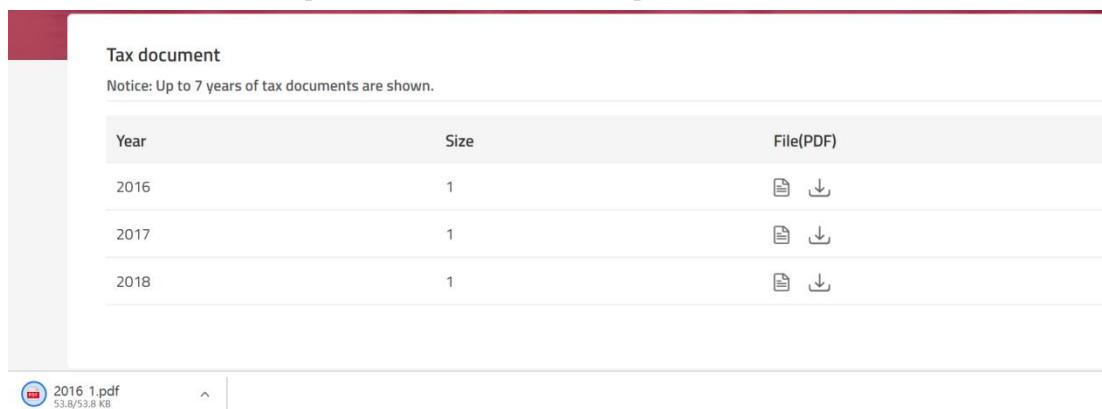 Tax document
Notice: Up to 7 years of tax documents are shown.
Year Size File(PDF)
2016 1
2017 1
2018 1
2016 1.pdf
53.8/53.8 KB